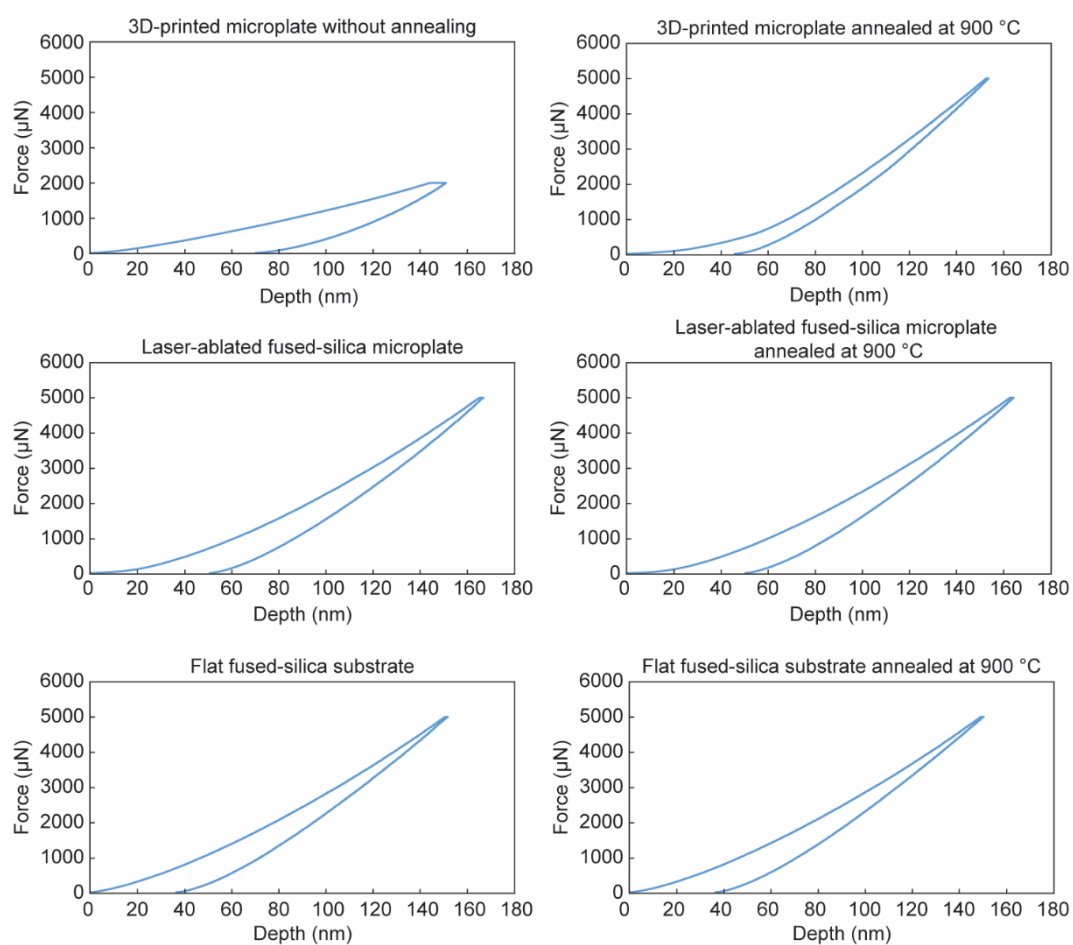 3D-printed microplate without annealing
6000
5000
4000
3000
2000
1000
0
Force (µN)
0 20 40 60 80 100 120 140 160 180
Depth (nm)
3D-printed microplate annealed at 900 °C
6000
5000
4000
3000
2000
1000
0
Force (µN)
0 20 40 60 80 100 120 140 160 180
Depth (nm)
Laser-ablated fused-silica microplate
6000
5000
4000
3000
2000
1000
0
Force (µN)
0 20 40 60 80 100 120 140 160 180
Depth (nm)
Laser-ablated fused-silica microplate
annealed at 900 °C
6000
5000
4000
3000
2000
1000
0
Force (µN)
0 20 40 60 80 100 120 140 160 180
Depth (nm)
Flat fused-silica substrate
6000
5000
4000
3000
2000
1000
0
Force (µN)
0 20 40 60 80 100 120 140 160 180
Depth (nm)
Flat fused-silica substrate annealed at 900 °C
6000
5000
4000
3000
2000
1000
0
Force (µN)
0 20 40 60 80 100 120 140 160 180
Depth (nm)